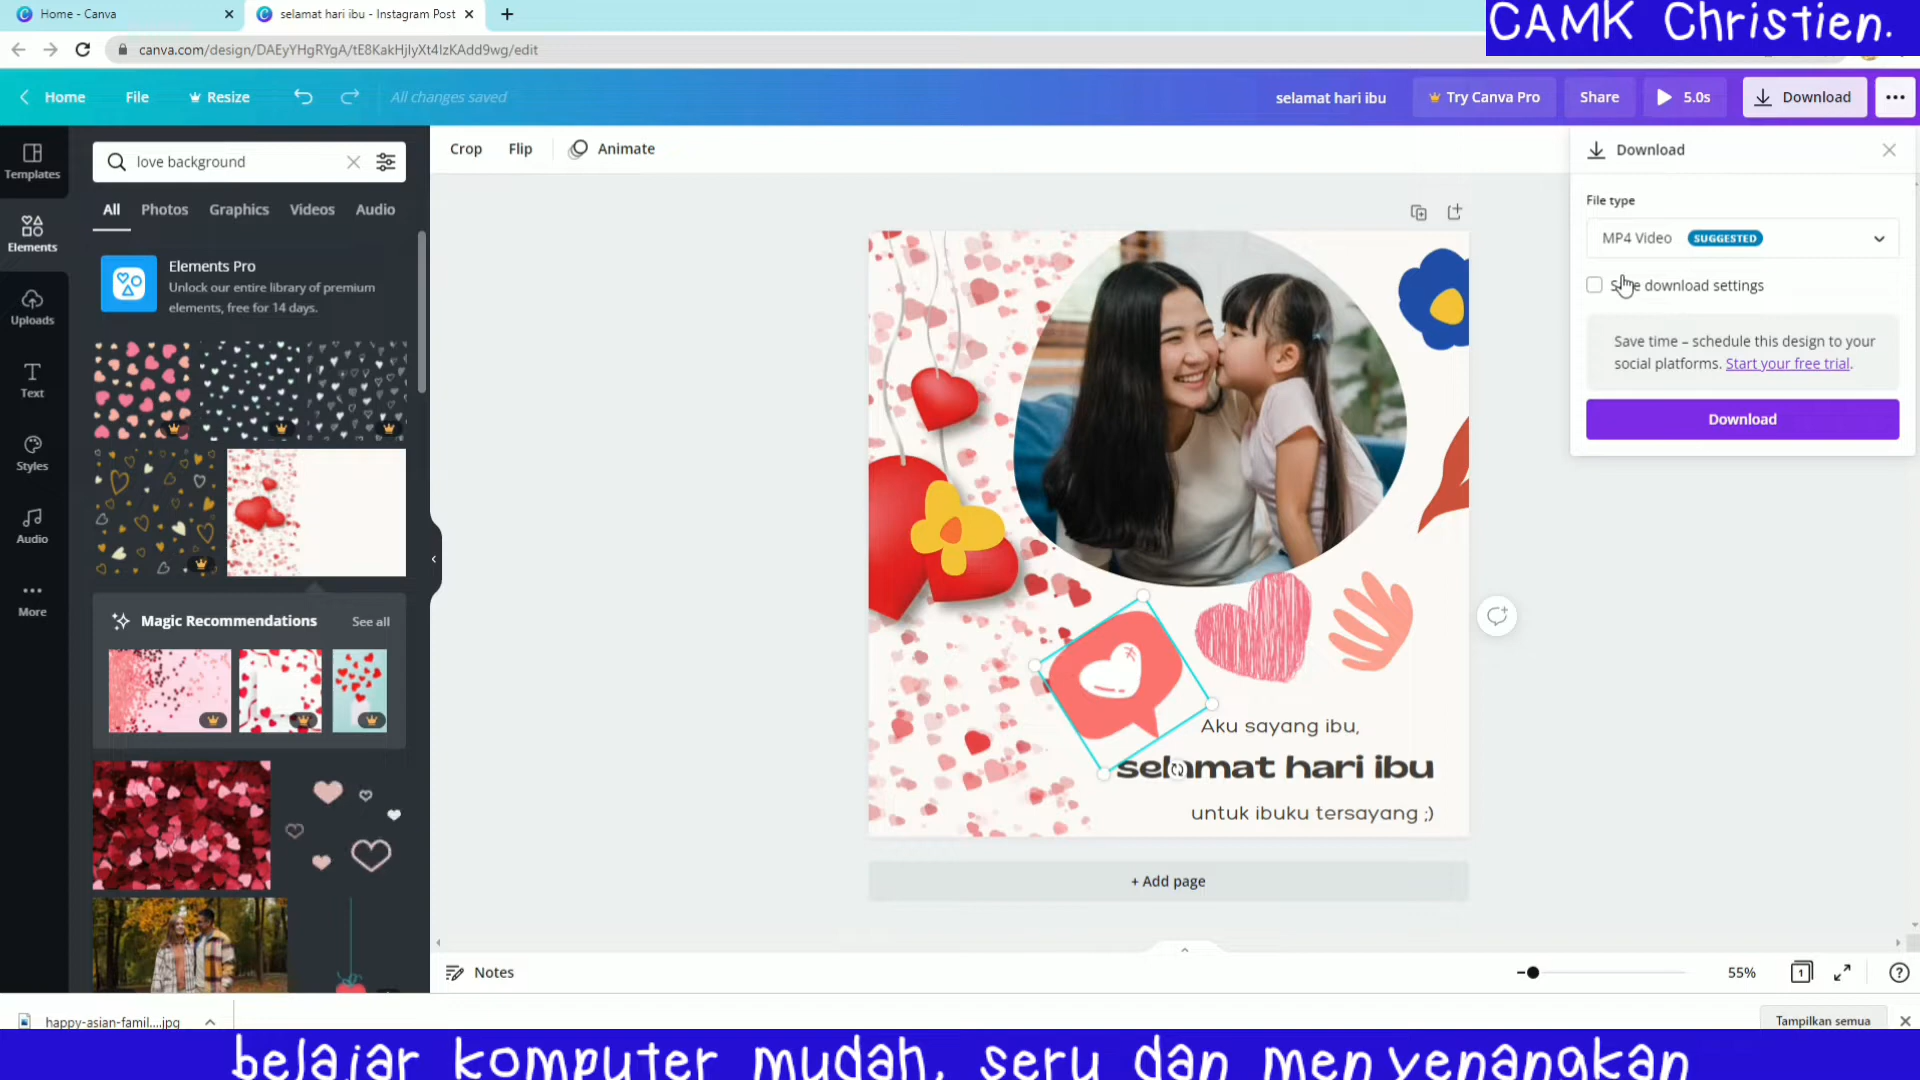 Home - Canva
selamat hari ibu - Instagram Post
CAMK Christien.
canva.com/design/DAEyYHgRYgA/tE8KakHjlyXt4IzKAdd9wg/edit
Home
File
Resize
All changes saved
selamat hari ibu
Try Canva Pro
Share
5.0s
Download
Templates
Elements
Uploads
Text
Styles
Audio
More
love background
All
Photos
Graphics
Videos
Audio
Elements Pro
Unlock our entire library of premium
elements, free for 14 days.
Magic Recommendations
See all
Crop
Flip
Animate
Aku sayang ibu,
selamat hari ibu
untuk ibuku tersayang ;)
+ Add page
Download
File type
MP4 Video SUGGESTED
download settings
Save time – schedule this design to your
social platforms. Start your free trial.
Download
Notes
55%
1
happy-asian-famil....jpg
Tampilkan semua
belajar komputer mudah, seru dan menyenangkan